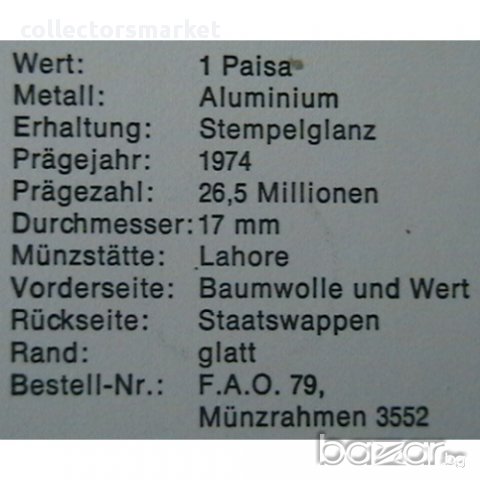 collectorsmarket
Wert: 1 Paisa
Metall: Aluminium
Erhaltung: Stempelglanz
Prägejahr: 1974
Prägezahl: 26,5 Millionen
Durchmesser: 17 mm
Münzstätte: Lahore
Vorderseite: Baumwolle und Wert
Rückseite: Staatswappen
Rand: glatt
Bestell-Nr.: F.A.O. 79,
Münzrahmen 3552
bazar.bg